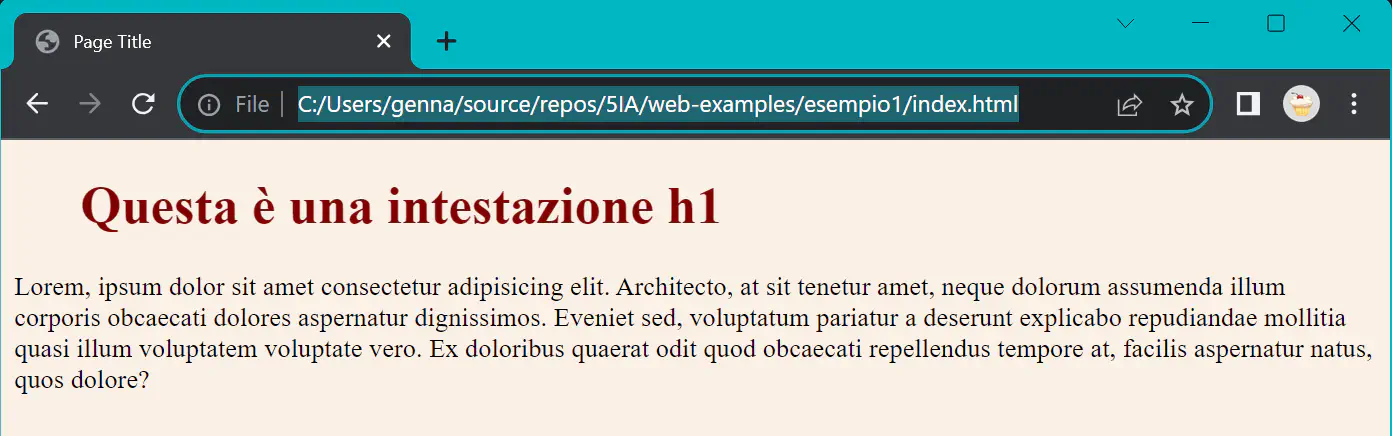 Page Title
File
C:/Users/genna/source/repos/5IA/web-examples/esempio1/index.html
Questa è una intestazione h1
Lorem, ipsum dolor sit amet consectetur adipisicing elit. Architecto, at sit tenetur amet, neque dolorum assumenda illum
corporis obcaecati dolores aspernatur dignissimos. Eveniet sed, voluptatum pariatur a deserunt explicabo repudiandae mollitia
quasi illum voluptatem voluptate vero. Ex doloribus quaerat odit quod obcaecati repellendus tempore at, facilis aspernatur natus,
quos dolore?